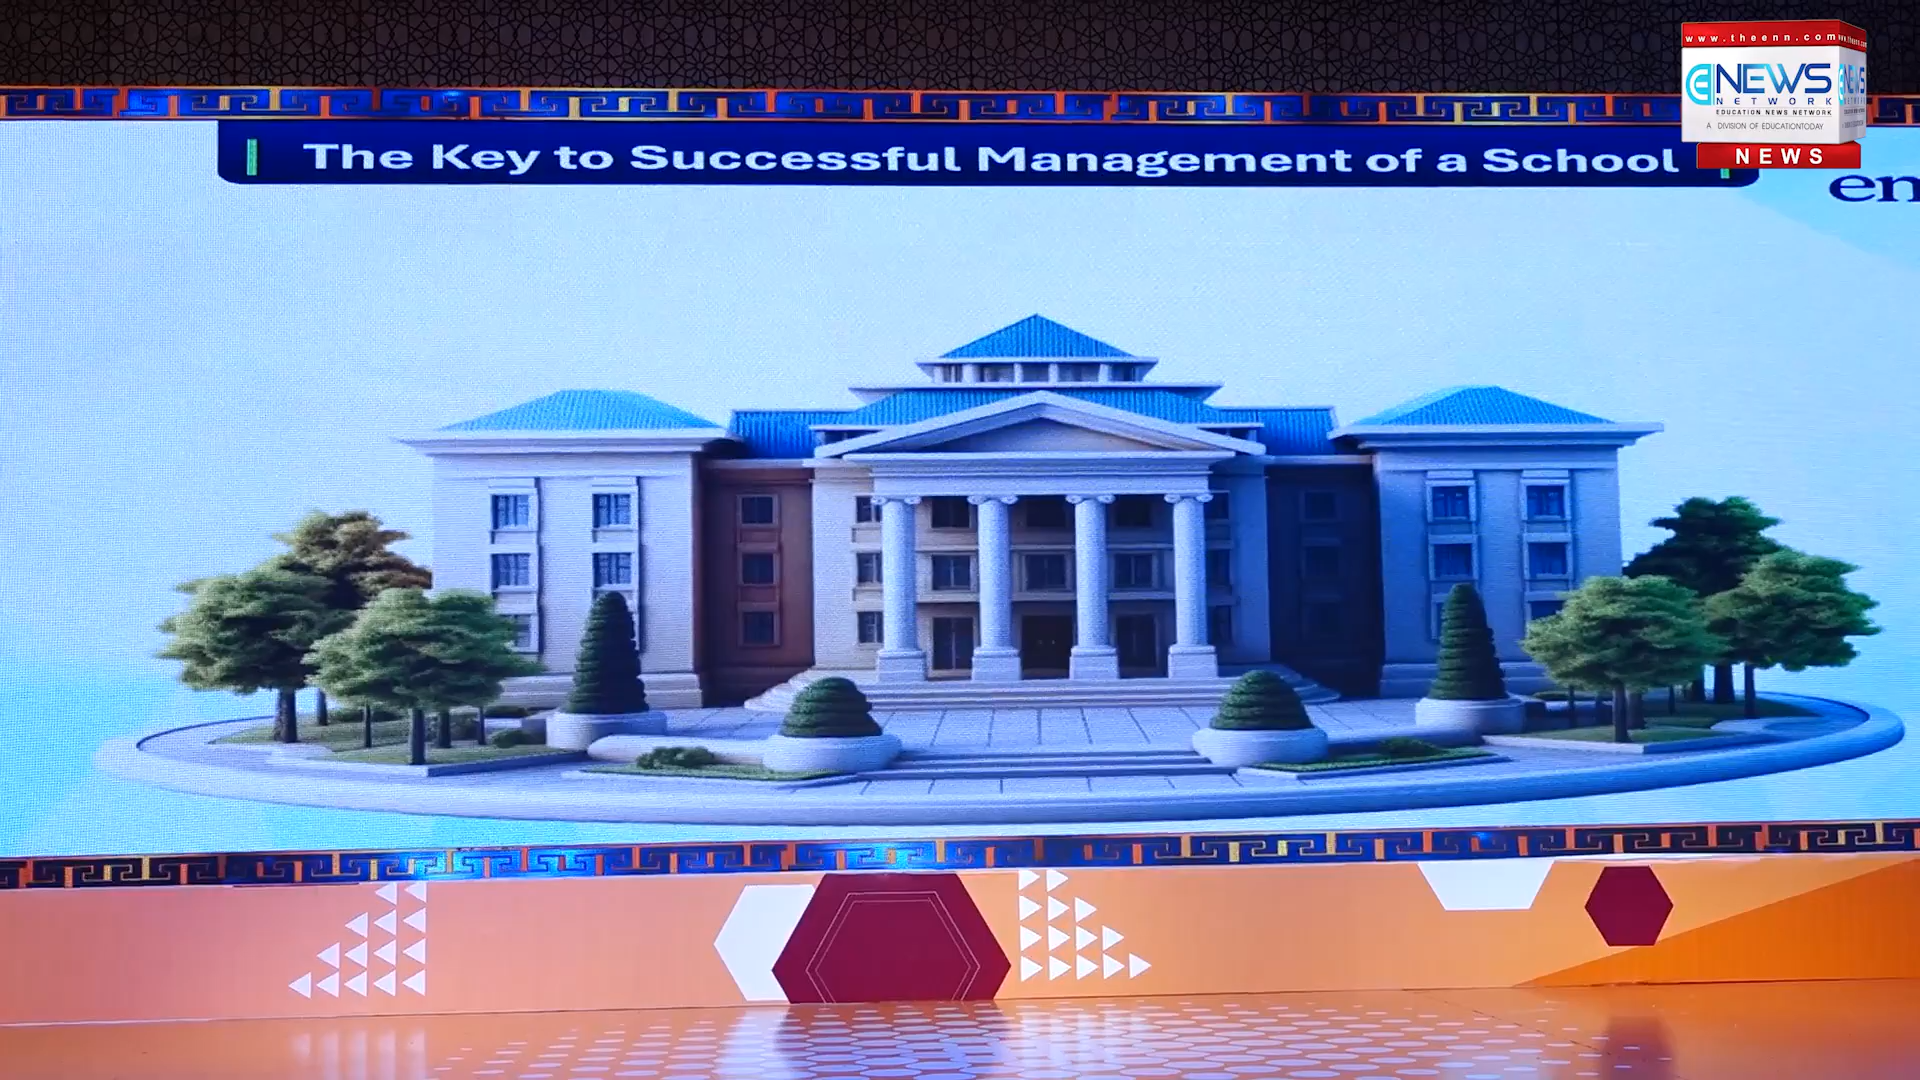 The Key to Successful Management of a School
www.theenn.com
NEWS
NETWORK
EDUCATION NEWS NETWORK
A DIVISION OF EDUCATIONTODAY
NEWS
en